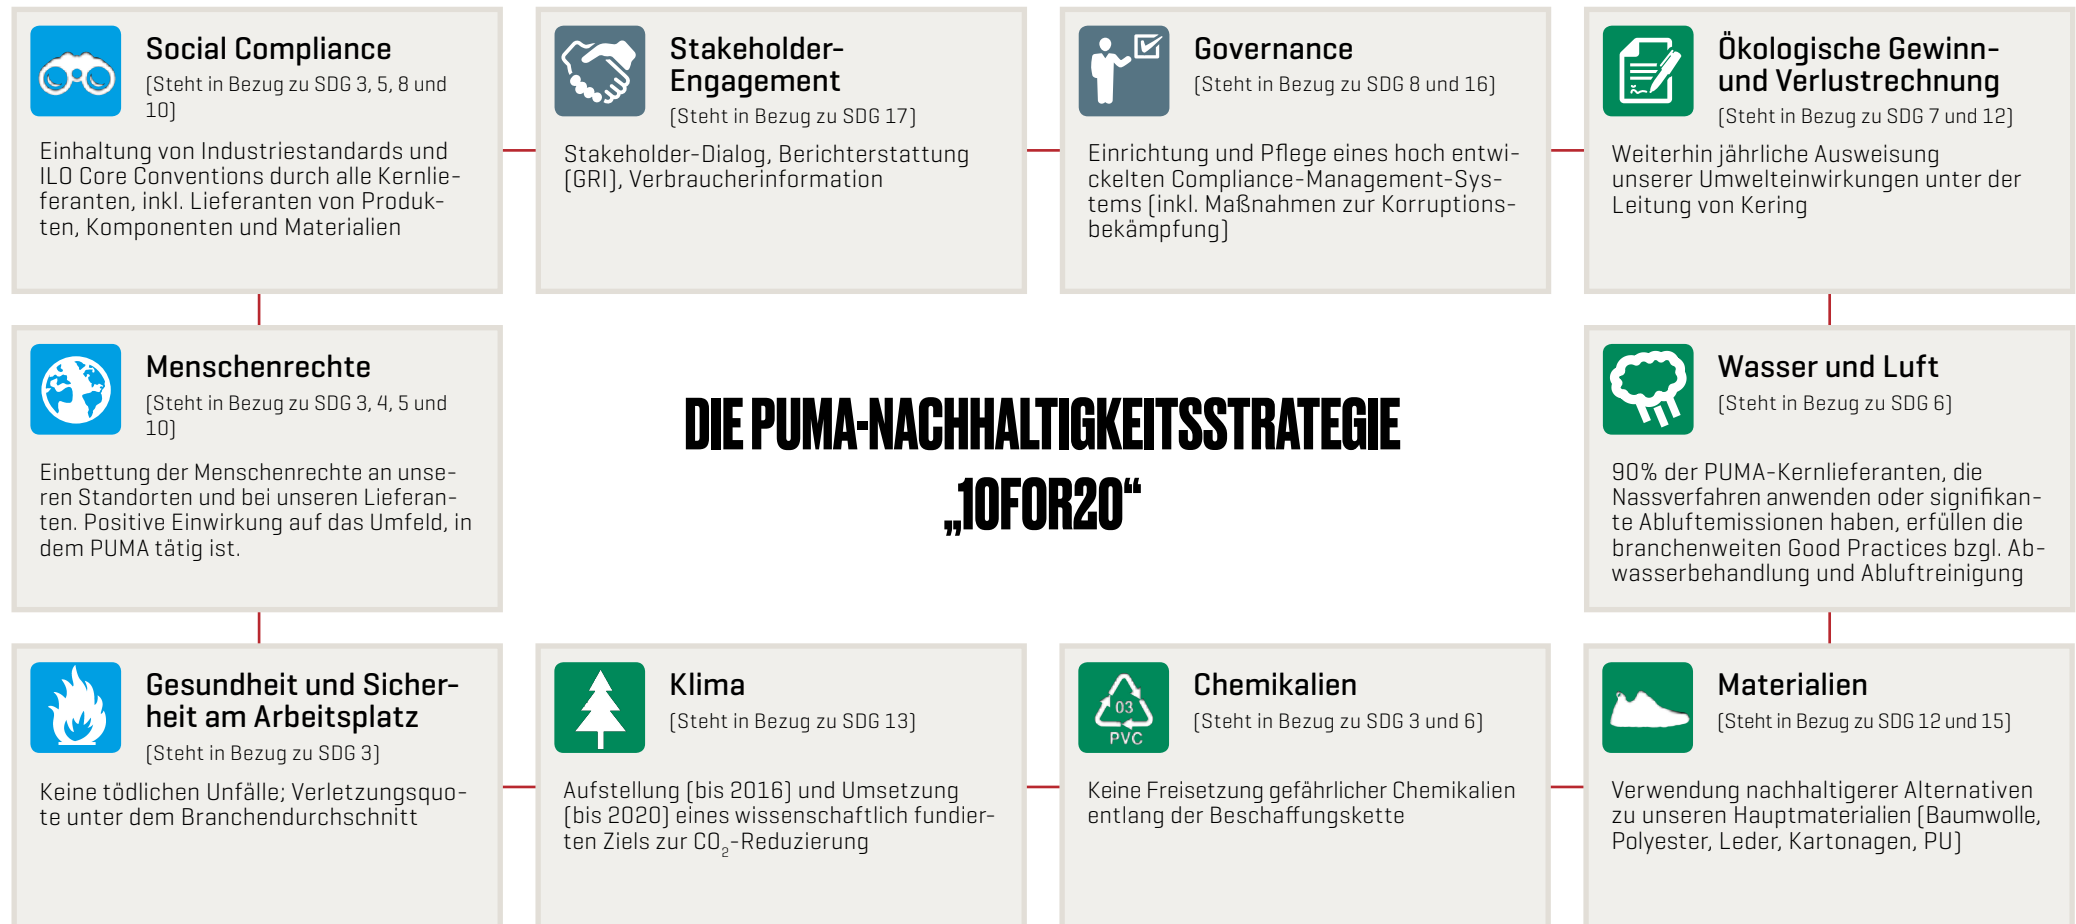 Social Compliance
(Steht in Bezug zu SDG 3, 5, 8 und
10)
Einhaltung von Industriestandards und
ILO Core Conventions durch alle Kernlie-
feranten, inkl. Lieferanten von Produk-
ten, Komponenten und Materialien
Stakeholder-
Engagement
(Steht in Bezug zu SDG 17)
Stakeholder-Dialog, Berichterstattung
(GRI), Verbraucherinformation
Governance
(Steht in Bezug zu SDG 8 und 16)
Einrichtung und Pflege eines hoch entwi-
ckelten Compliance-Management-Sys-
tems (inkl. Maßnahmen zur Korruptions-
bekämpfung)
Ökologische Gewinn-
und Verlustrechnung
(Steht in Bezug zu SDG 7 und 12)
Weiterhin jährliche Ausweisung
unserer Umwelteinwirkungen unter der
Leitung von Kering
Menschenrechte
(Steht in Bezug zu SDG 3, 4, 5 und
10)
Einbettung der Menschenrechte an unse-
ren Standorten und bei unseren Lieferan-
ten. Positive Einwirkung auf das Umfeld, in
dem PUMA tätig ist.
DIE PUMA-NACHHALTIGKEITSSTRATEGIE
„10FOR20“
Wasser und Luft
(Steht in Bezug zu SDG 6)
90% der PUMA-Kernlieferanten, die
Nassverfahren anwenden oder signifikan-
te Abluftemissionen haben, erfüllen die
branchenweiten Good Practices bzgl. Ab-
wasserbehandlung und Abluftreinigung
Gesundheit und Sicher-
heit am Arbeitsplatz
(Steht in Bezug zu SDG 3)
Keine tödlichen Unfälle; Verletzungsquo-
te unter dem Branchendurchschnitt
Klima
(Steht in Bezug zu SDG 13)
Aufstellung (bis 2016) und Umsetzung
(bis 2020) eines wissenschaftlich fundier-
ten Ziels zur CO₂-Reduzierung
03
PVC
Chemikalien
(Steht in Bezug zu SDG 3 und 6)
Keine Freisetzung gefährlicher Chemikalien
entlang der Beschaffungskette
Materialien
(Steht in Bezug zu SDG 12 und 15)
Verwendung nachhaltigerer Alternativen
zu unseren Hauptmaterialien (Baumwolle,
Polyester, Leder, Kartonagen, PU)